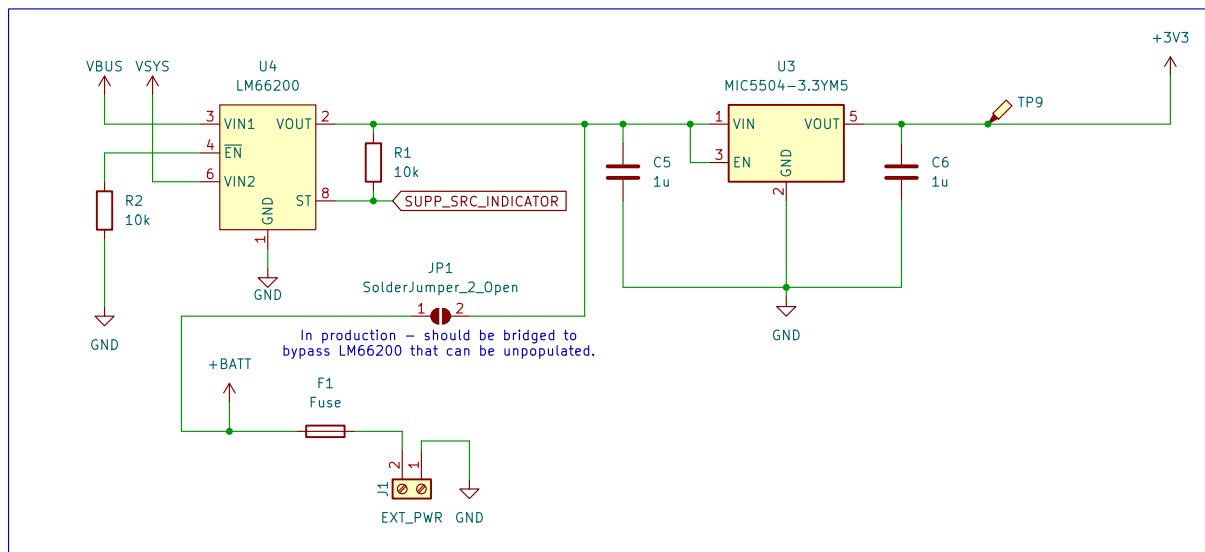 +3V3
VBUS
VSYS
U4
LM66200
U3
MIC5504-3.3YM5
TP9
3
VIN1
VOUT
2
4
EN
6
VIN2
ST
8
GND
1
R1
10k
SUPP_SRC_INDICATOR
R2
10k
GND
GND
1
VIN
VOUT
5
3
EN
GND
2
C5
1u
C6
1u
GND
JP1
SolderJumper_2_Open
1
2
In production – should be bridged to
bypass LM66200 that can be unpopulated.
+BATT
F1
Fuse
2
1
J1
EXT_PWR
GND